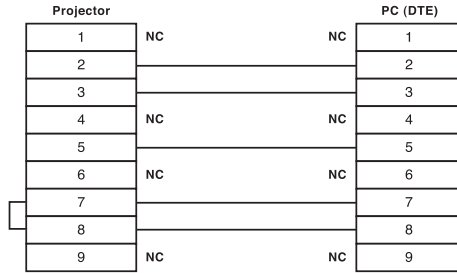 Projector PC (DTE)
1 NC NC 1
2 2
3 3
4 NC NC 4
5 5
6 NC NC 6
7 7
8 8
9 NC NC 9